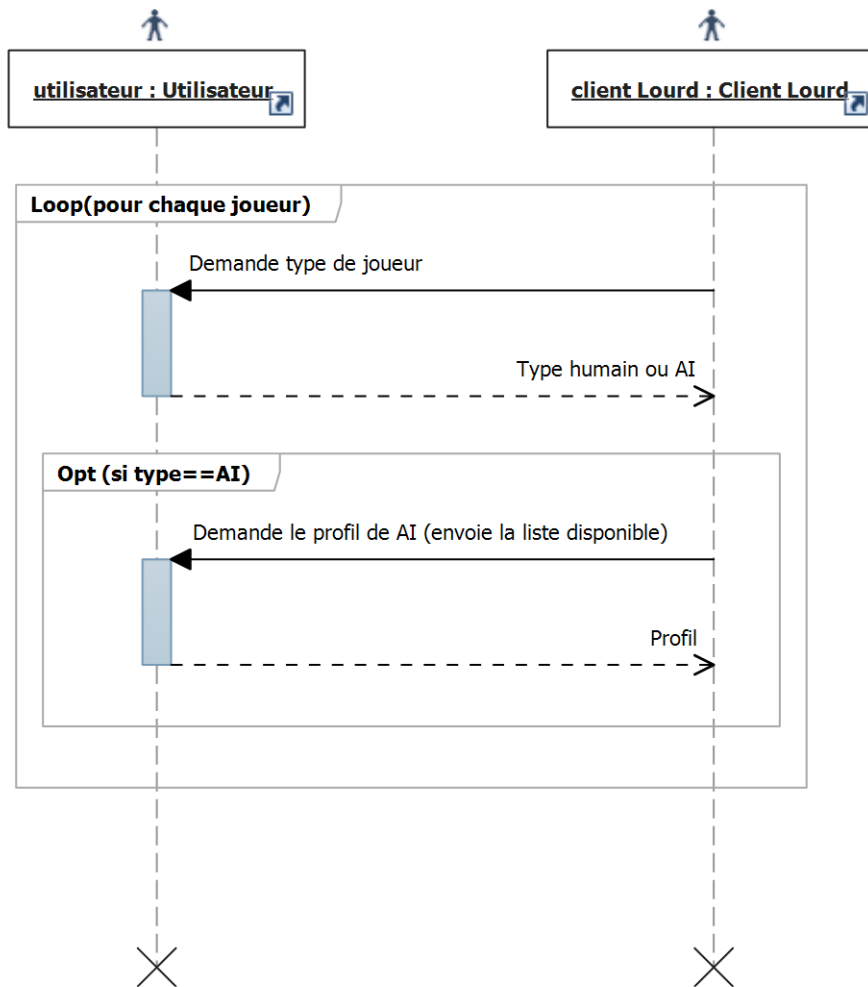 utilisateur : Utilisateur
client Lourd : Client Lourd
Loop(pour chaque joueur)
Demande type de joueur
Type humain ou AI
Opt (si type==AI)
Demande le profil de AI (envoie la liste disponible)
Profil